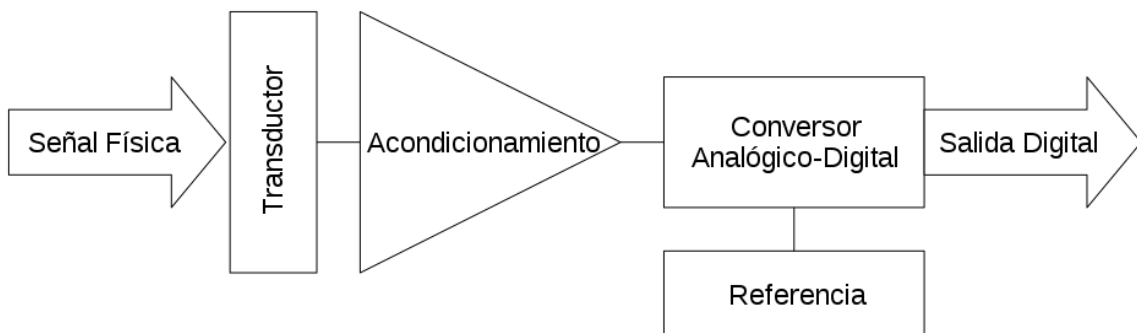 Señal Física
Transductor
Acondicionamiento
Conversor
Analógico-Digital
Salida Digital
Referencia